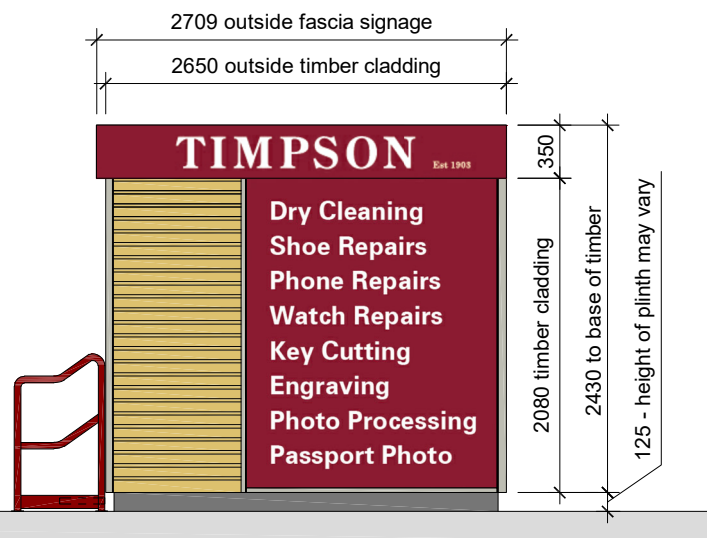 2709 outside fascia signage
2650 outside timber cladding
TIMPSON
Est 1903
350
Dry Cleaning
Shoe Repairs
Phone Repairs
Watch Repairs
Key Cutting
Engraving
Photo Processing
Passport Photo
2080 timber cladding
2430 to base of timber
125 - height of plinth may vary